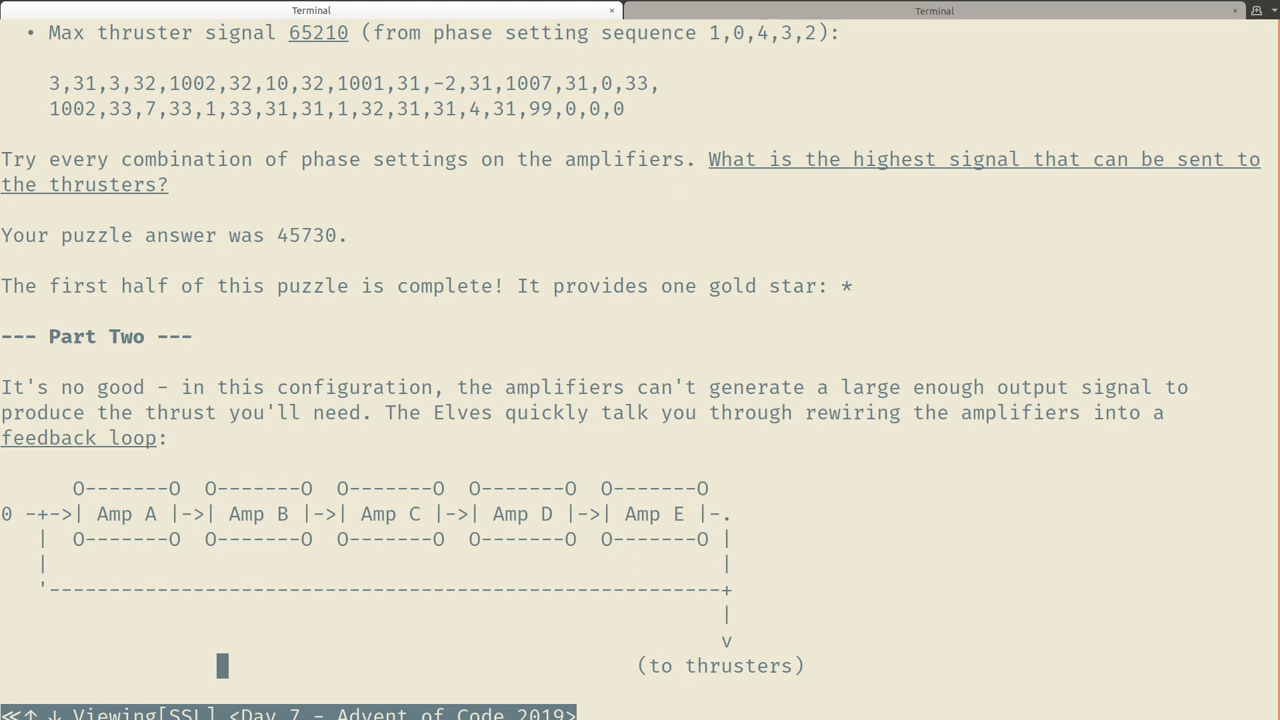 Terminal × Terminal ×
• Max thruster signal 65210 (from phase setting sequence 1,0,4,3,2):
3,31,3,32,1002,32,10,32,1001,31,-2,31,1007,31,0,33,
1002,33,7,33,1,33,31,31,1,32,31,31,4,31,99,0,0,0
Try every combination of phase settings on the amplifiers. What is the highest signal that can be sent to
the thrusters?
Your puzzle answer was 45730.
The first half of this puzzle is complete! It provides one gold star: *
--- Part Two ---
It's no good - in this configuration, the amplifiers can't generate a large enough output signal to
produce the thrust you'll need. The Elves quickly talk you through rewiring the amplifiers into a
feedback loop:
      O-------O  O-------O  O-------O  O-------O  O-------O
0 -+->| Amp A |->| Amp B |->| Amp C |->| Amp D |->| Amp E |-.
   |  O-------O  O-------O  O-------O  O-------O  O-------O |
   |                                                        |
   '--------------------------------------------------------+
                                                            |
                                                            v
                                                     (to thrusters)
≪↑ ↓ Viewing[SSL] <Day 7 - Advent of Code 2019>